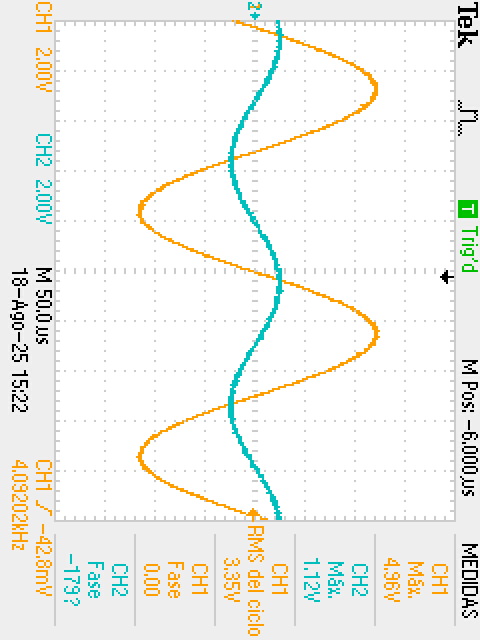 Tek
T Trig'd
M Pos: -6.000µs
MEDIDAS
CH1
Máx.
4.96V
CH2
Máx.
1.12V
CH1
RMS del ciclo
3.35V
CH1
Fase
0.00
CH2
Fase
-179?
2
CH1 2.00V
CH2 2.00V
M 50.0µs
CH1 / -42.8mV
18-Ago-25 15:22
4.09202kHz